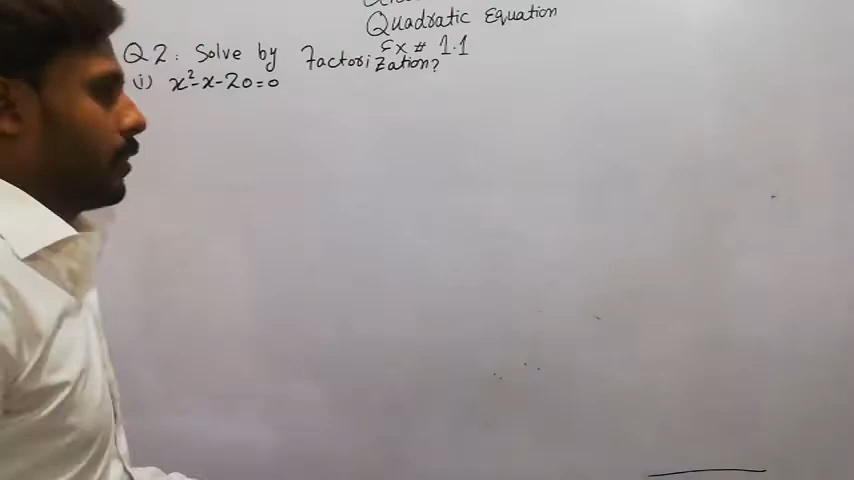 Quadratic Equation
Ex # 1.1
Q2: Solve by Factorization?
(i) x²-x-20=0